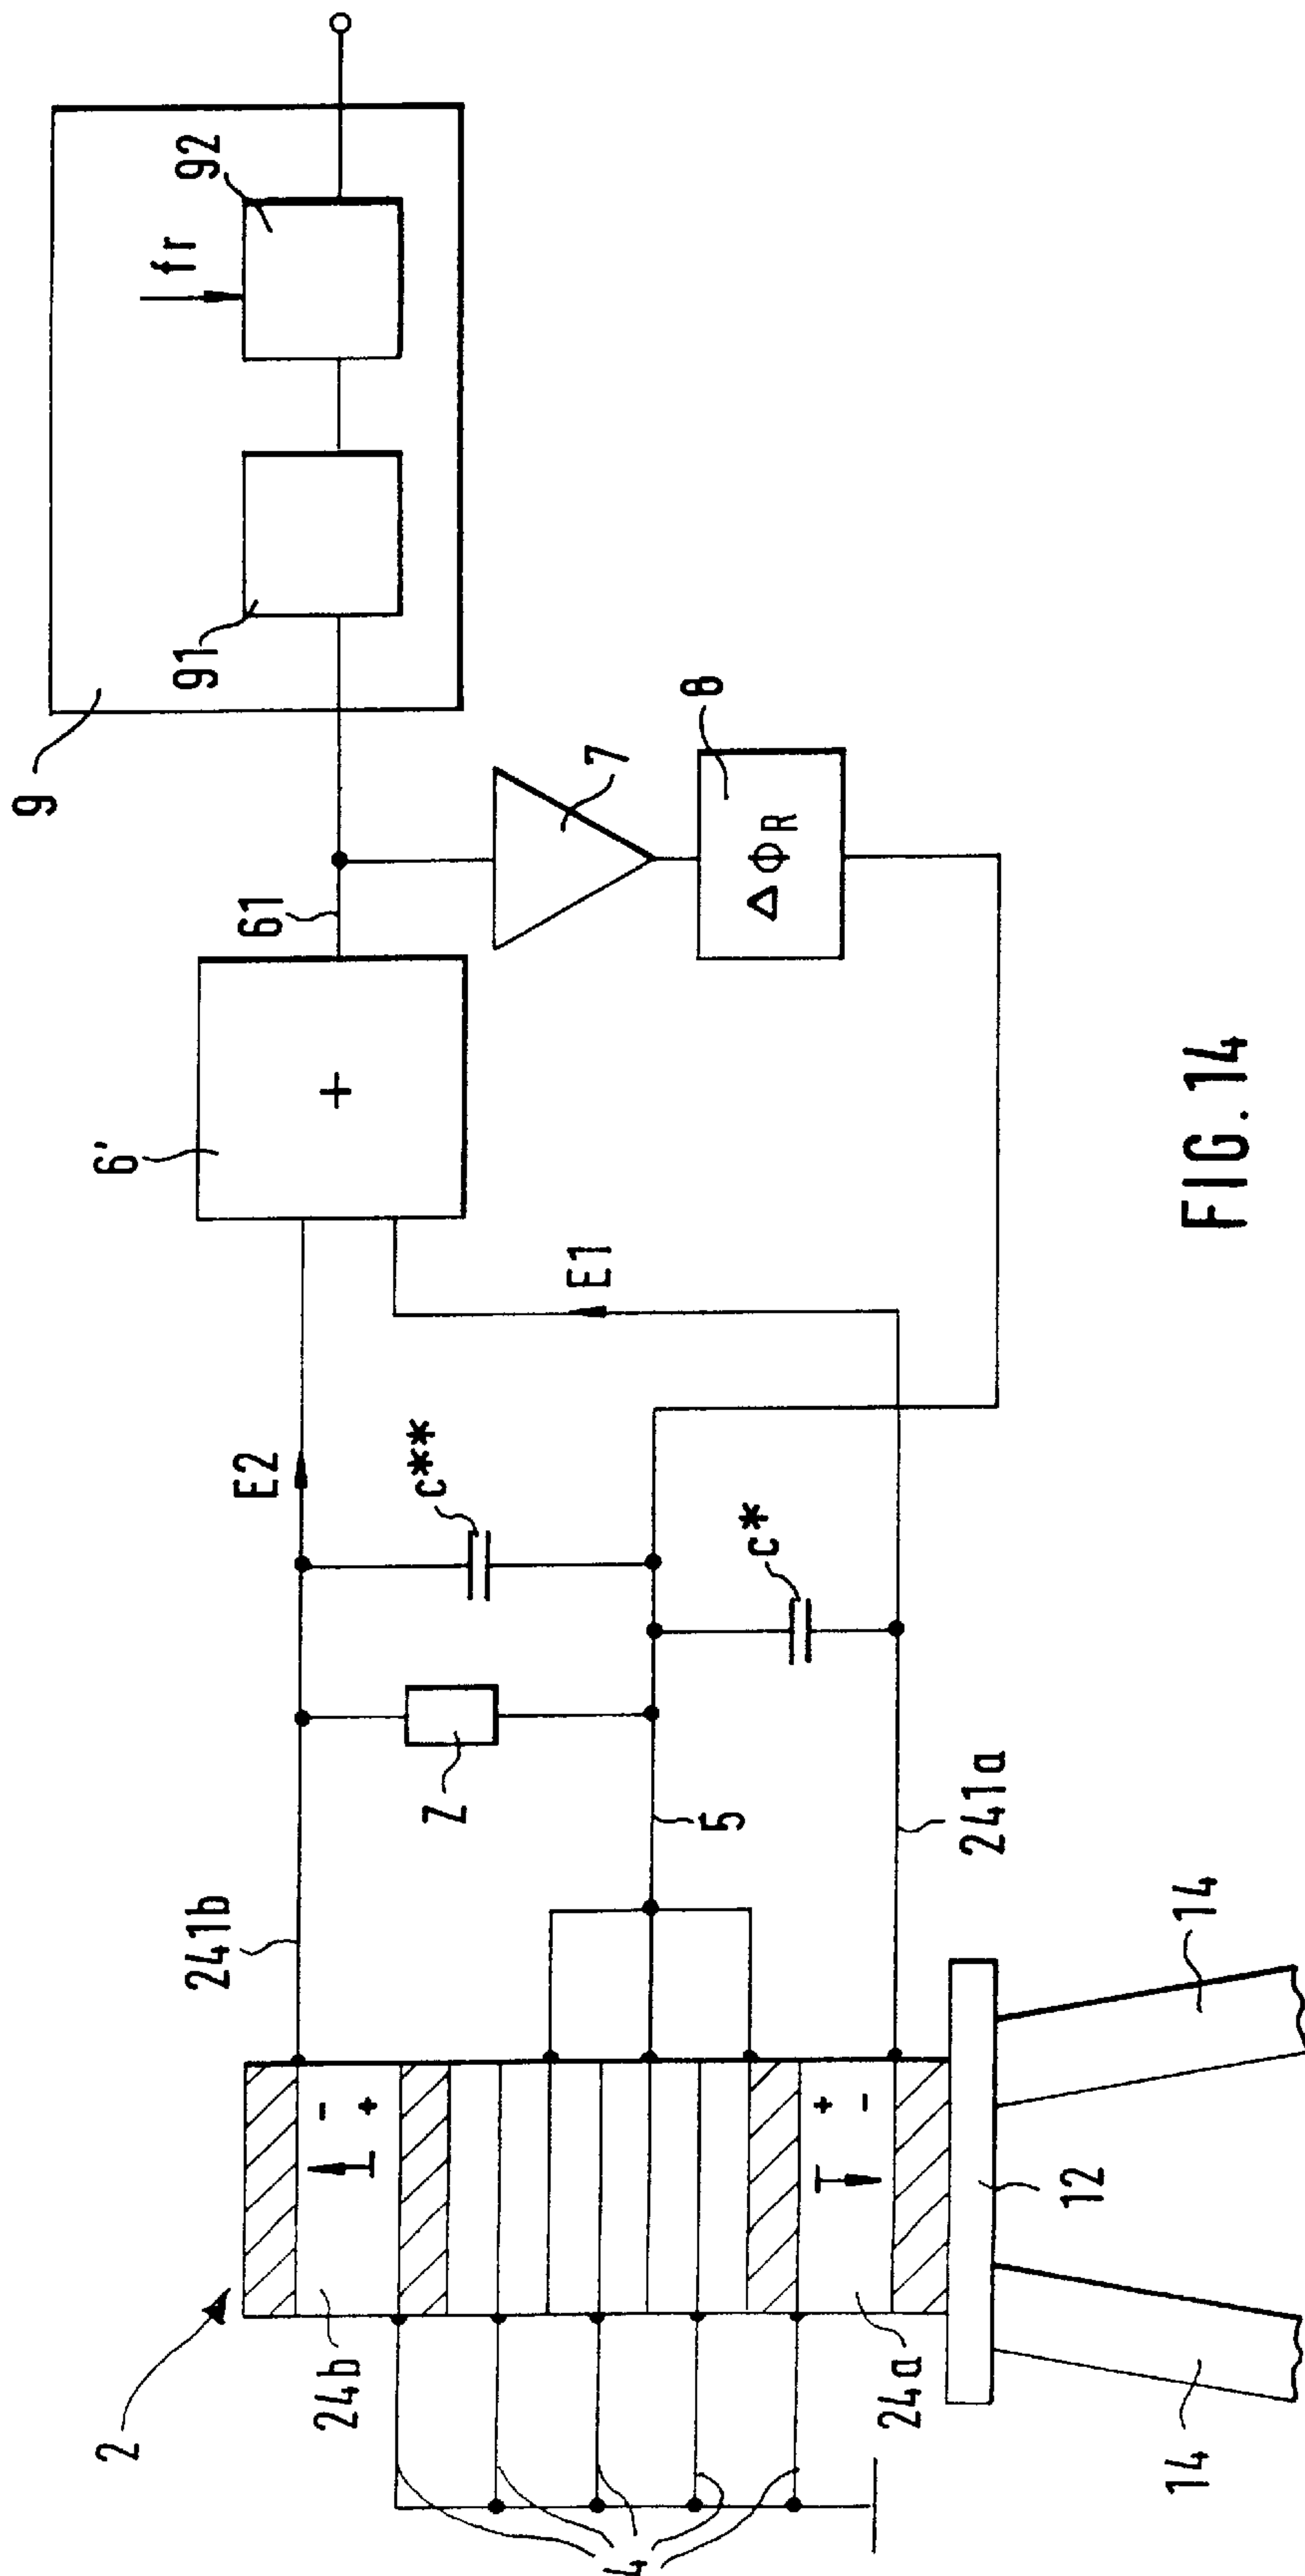 2
24b
4
24a
14
14
12
-
+
+
-
241b
5
241a
Z
c**
c*
E2
E1
6'
+
61
7
8
ΔΦR
9
91
92
fr
FIG. 14